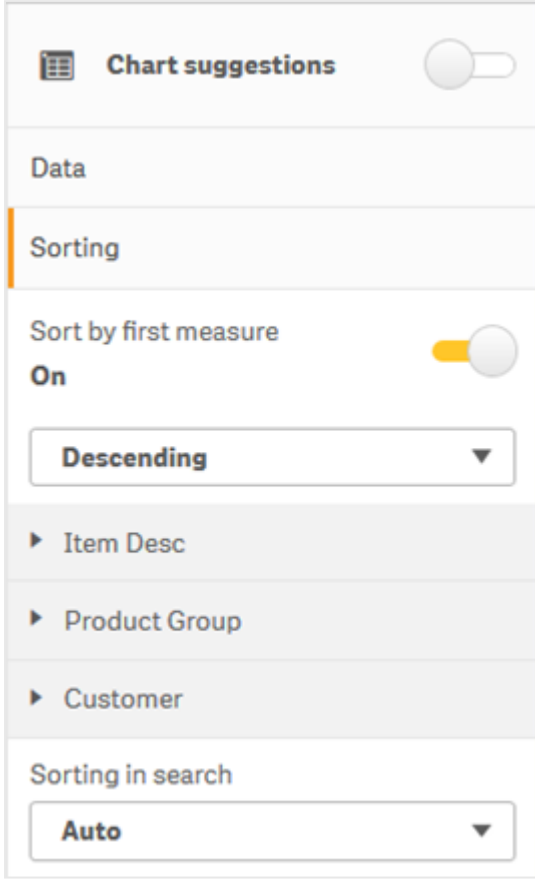 Chart suggestions
Data
Sorting
Sort by first measure
On
Descending
Item Desc
Product Group
Customer
Sorting in search
Auto